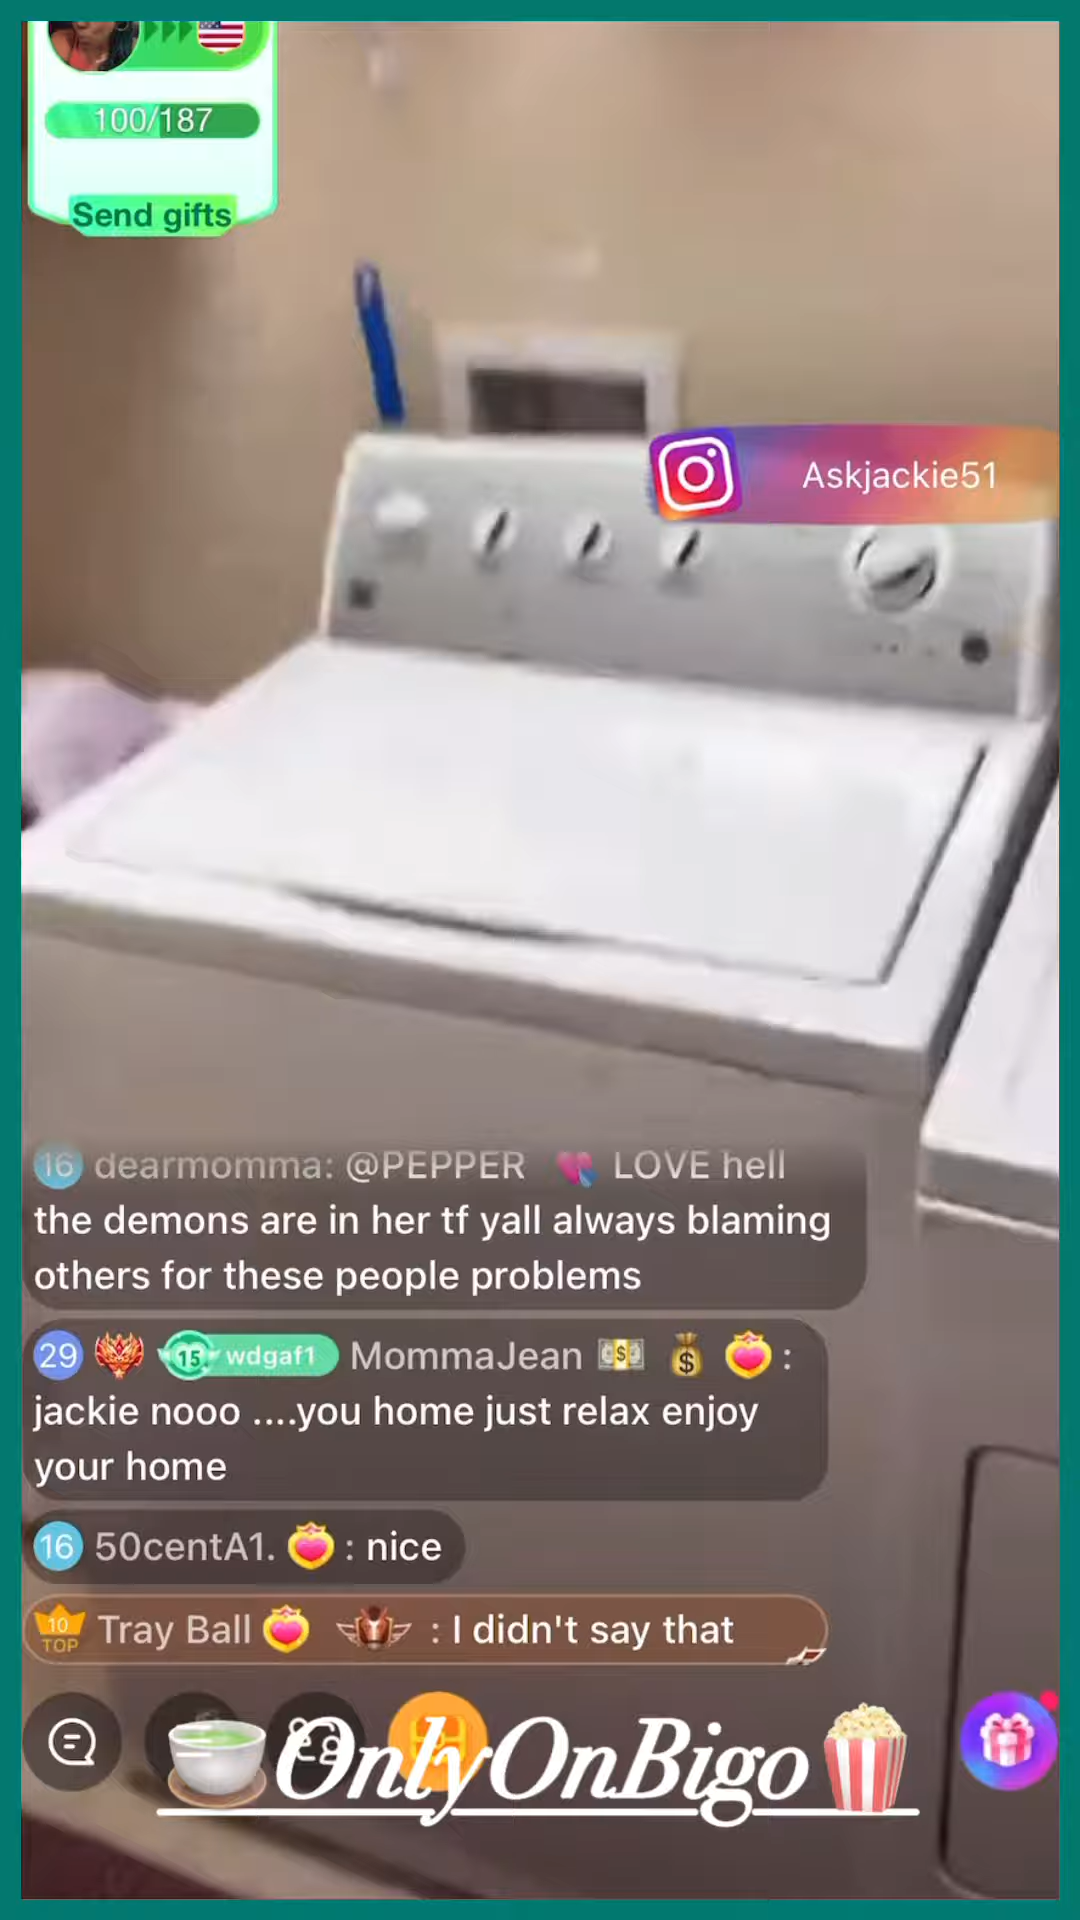 100/187
Send gifts
Askjackie51
16 dearmomma: @PEPPER 💘 LOVE hell
the demons are in her tf yall always blaming
others for these people problems
29 15 wdgaf1 MommaJean 💵 💰 :
jackie nooo ....you home just relax enjoy
your home
16 50centA1. : nice
10 TOP Tray Ball : I didn't say that
🍵 OnlyOnBigo 🍿